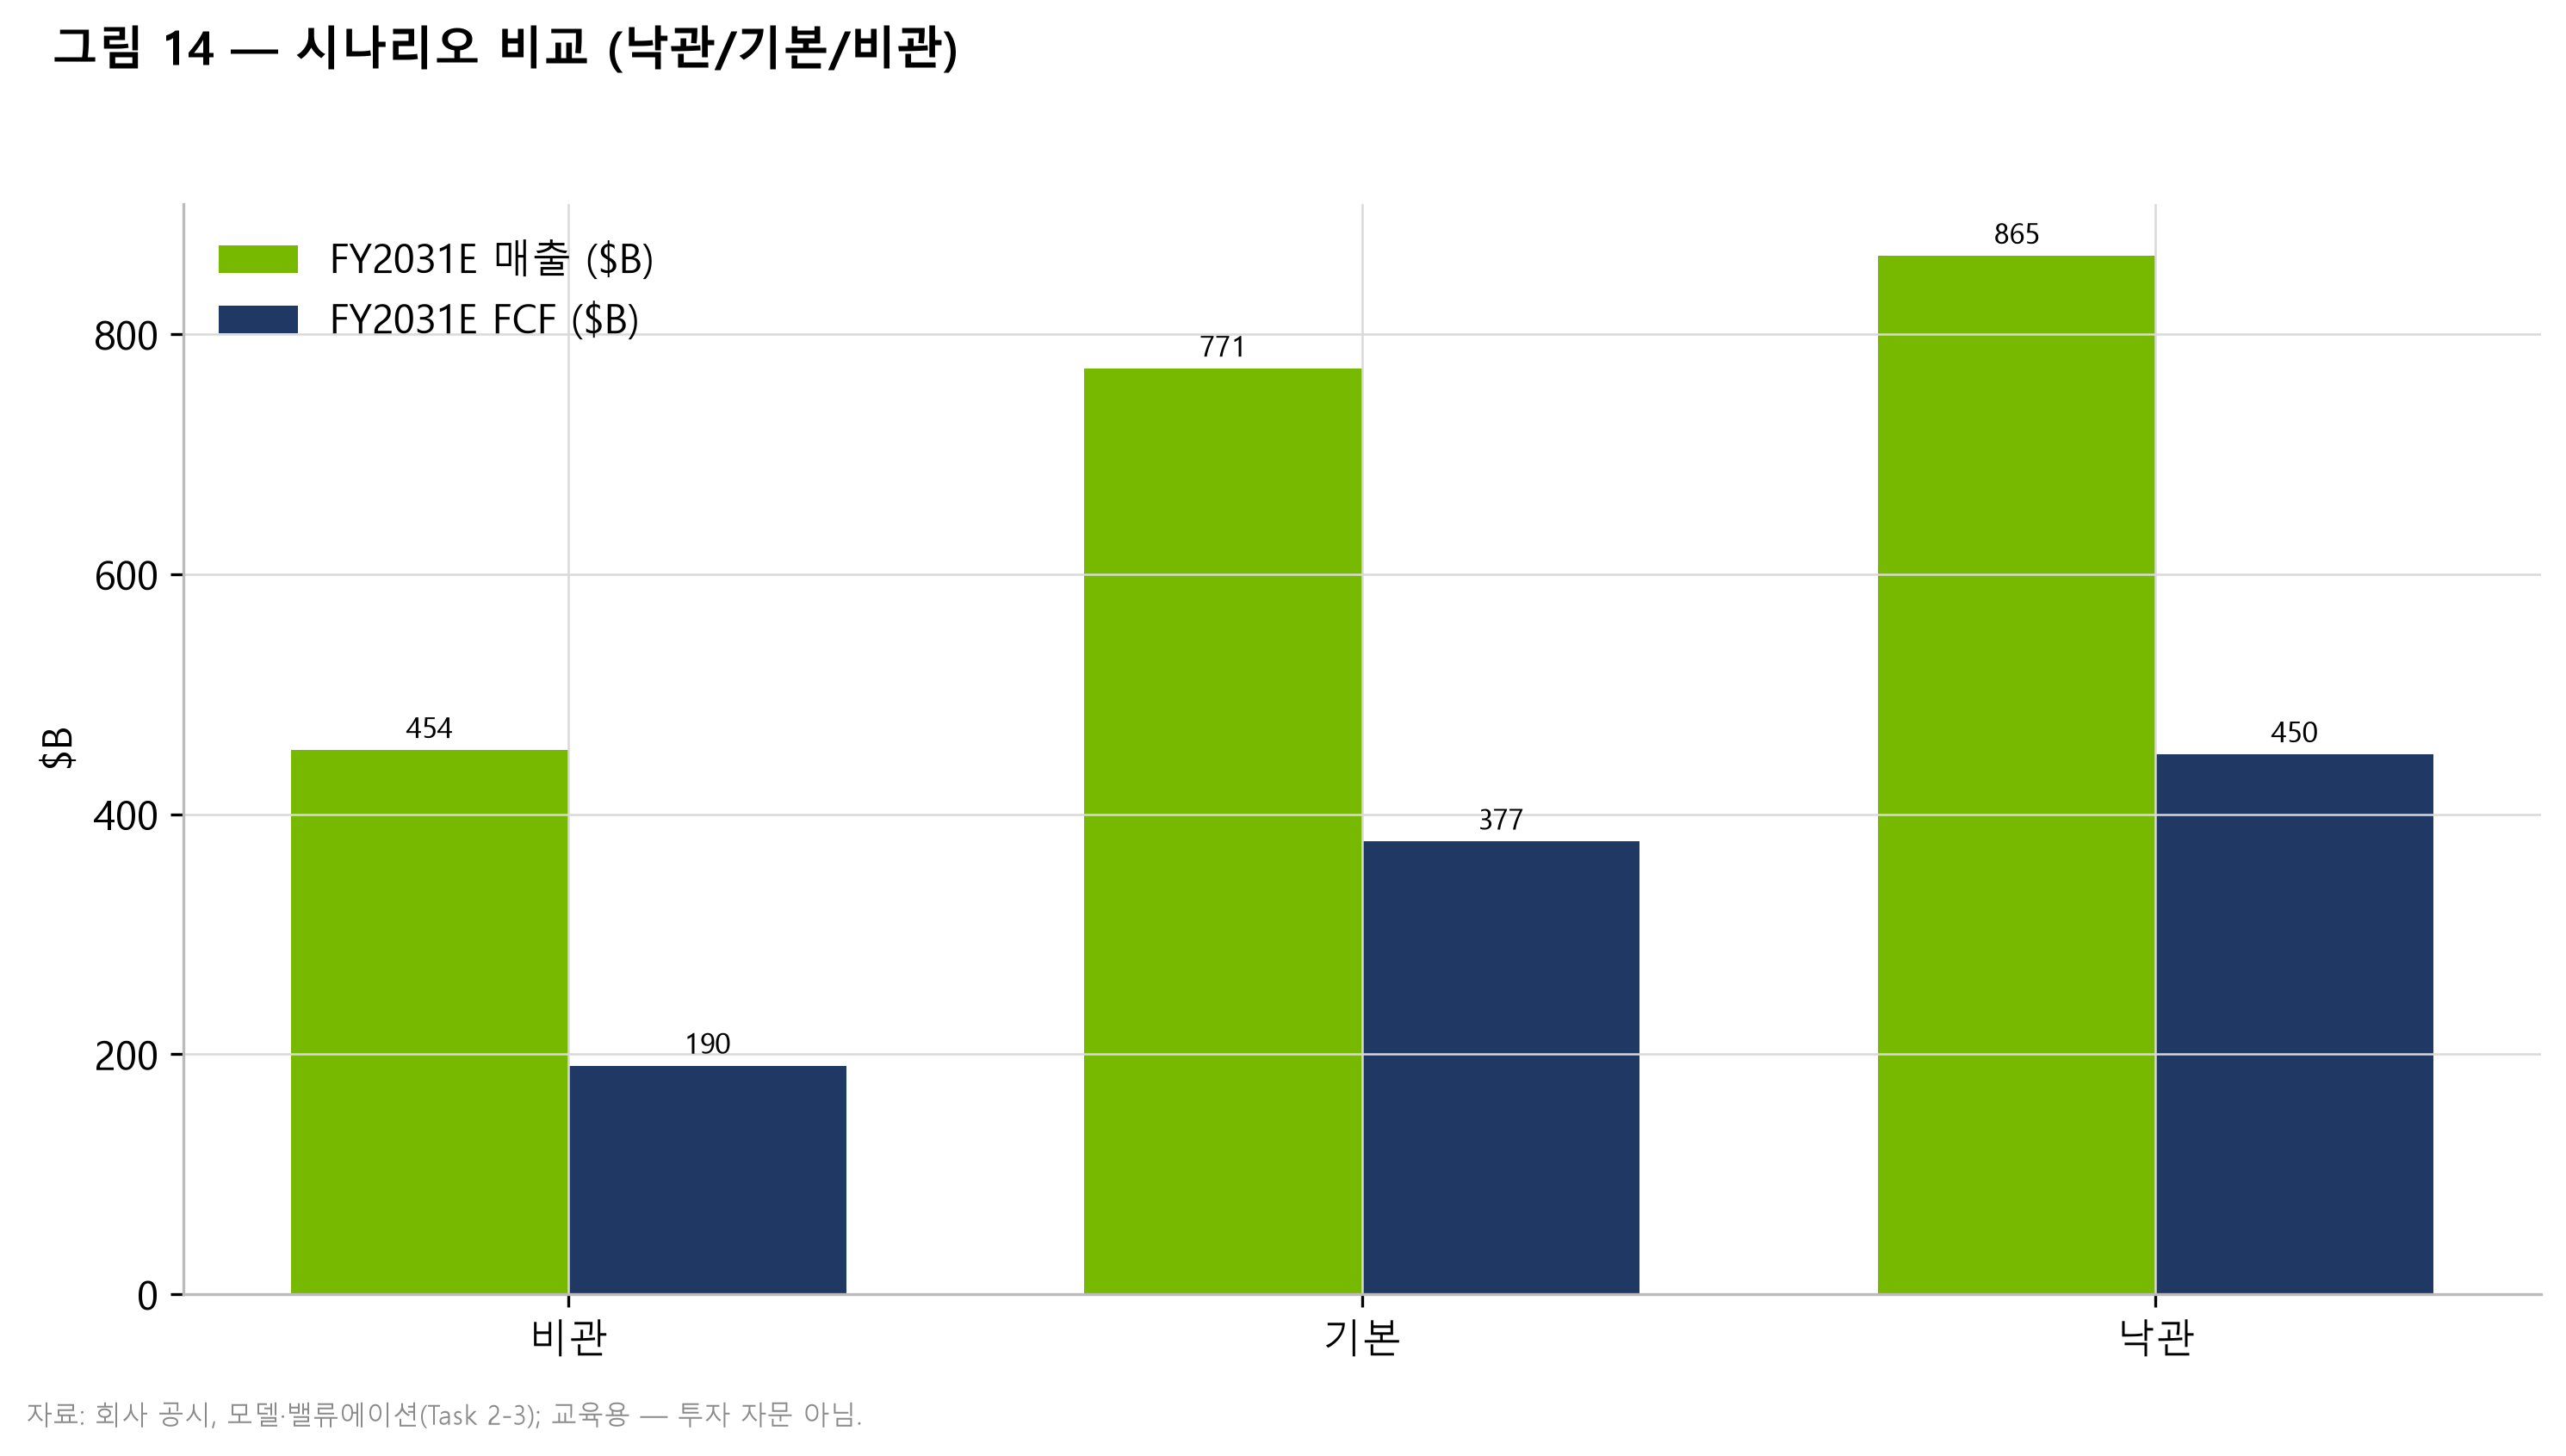 그림 14 — 시나리오 비교 (낙관/기본/비관)
FY2031E 매출 ($B)
FY2031E FCF ($B)
$B
800
600
400
200
0
454
190
771
377
865
450
비관
기본
낙관
자료: 회사 공시, 모델·밸류에이션(Task 2-3); 교육용 — 투자 자문 아님.